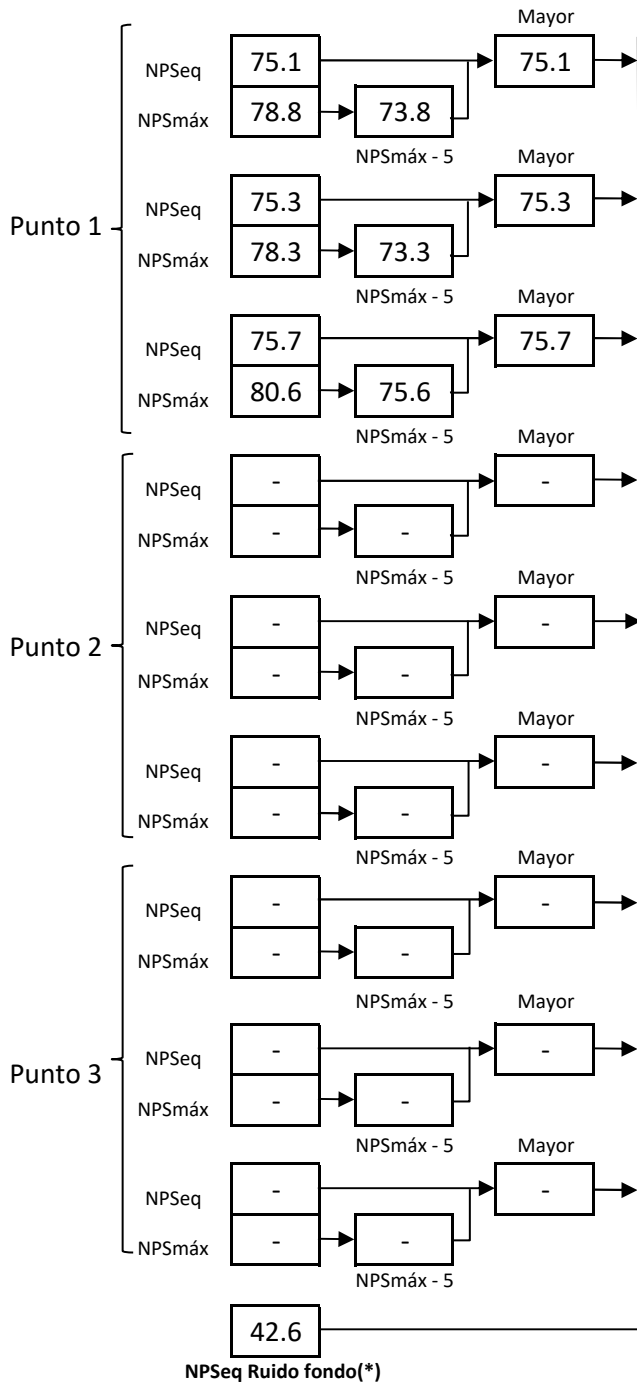 Mayor
NPSeq 75.1 75.1
NPSmáx 78.8 73.8
NPSmáx - 5 Mayor
Punto 1
NPSeq 75.3 75.3
NPSmáx 78.3 73.3
NPSmáx - 5 Mayor
NPSeq 75.7 75.7
NPSmáx 80.6 75.6
NPSmáx - 5 Mayor
NPSeq - -
NPSmáx - -
NPSmáx - 5 Mayor
Punto 2
NPSeq - -
NPSmáx - -
NPSmáx - 5 Mayor
NPSeq - -
NPSmáx - -
NPSmáx - 5 Mayor
NPSeq - -
NPSmáx - -
NPSmáx - 5 Mayor
Punto 3
NPSeq - -
NPSmáx - -
NPSmáx - 5 Mayor
NPSeq - -
NPSmáx - -
NPSmáx - 5
42.6
NPSeq Ruido fondo(*)